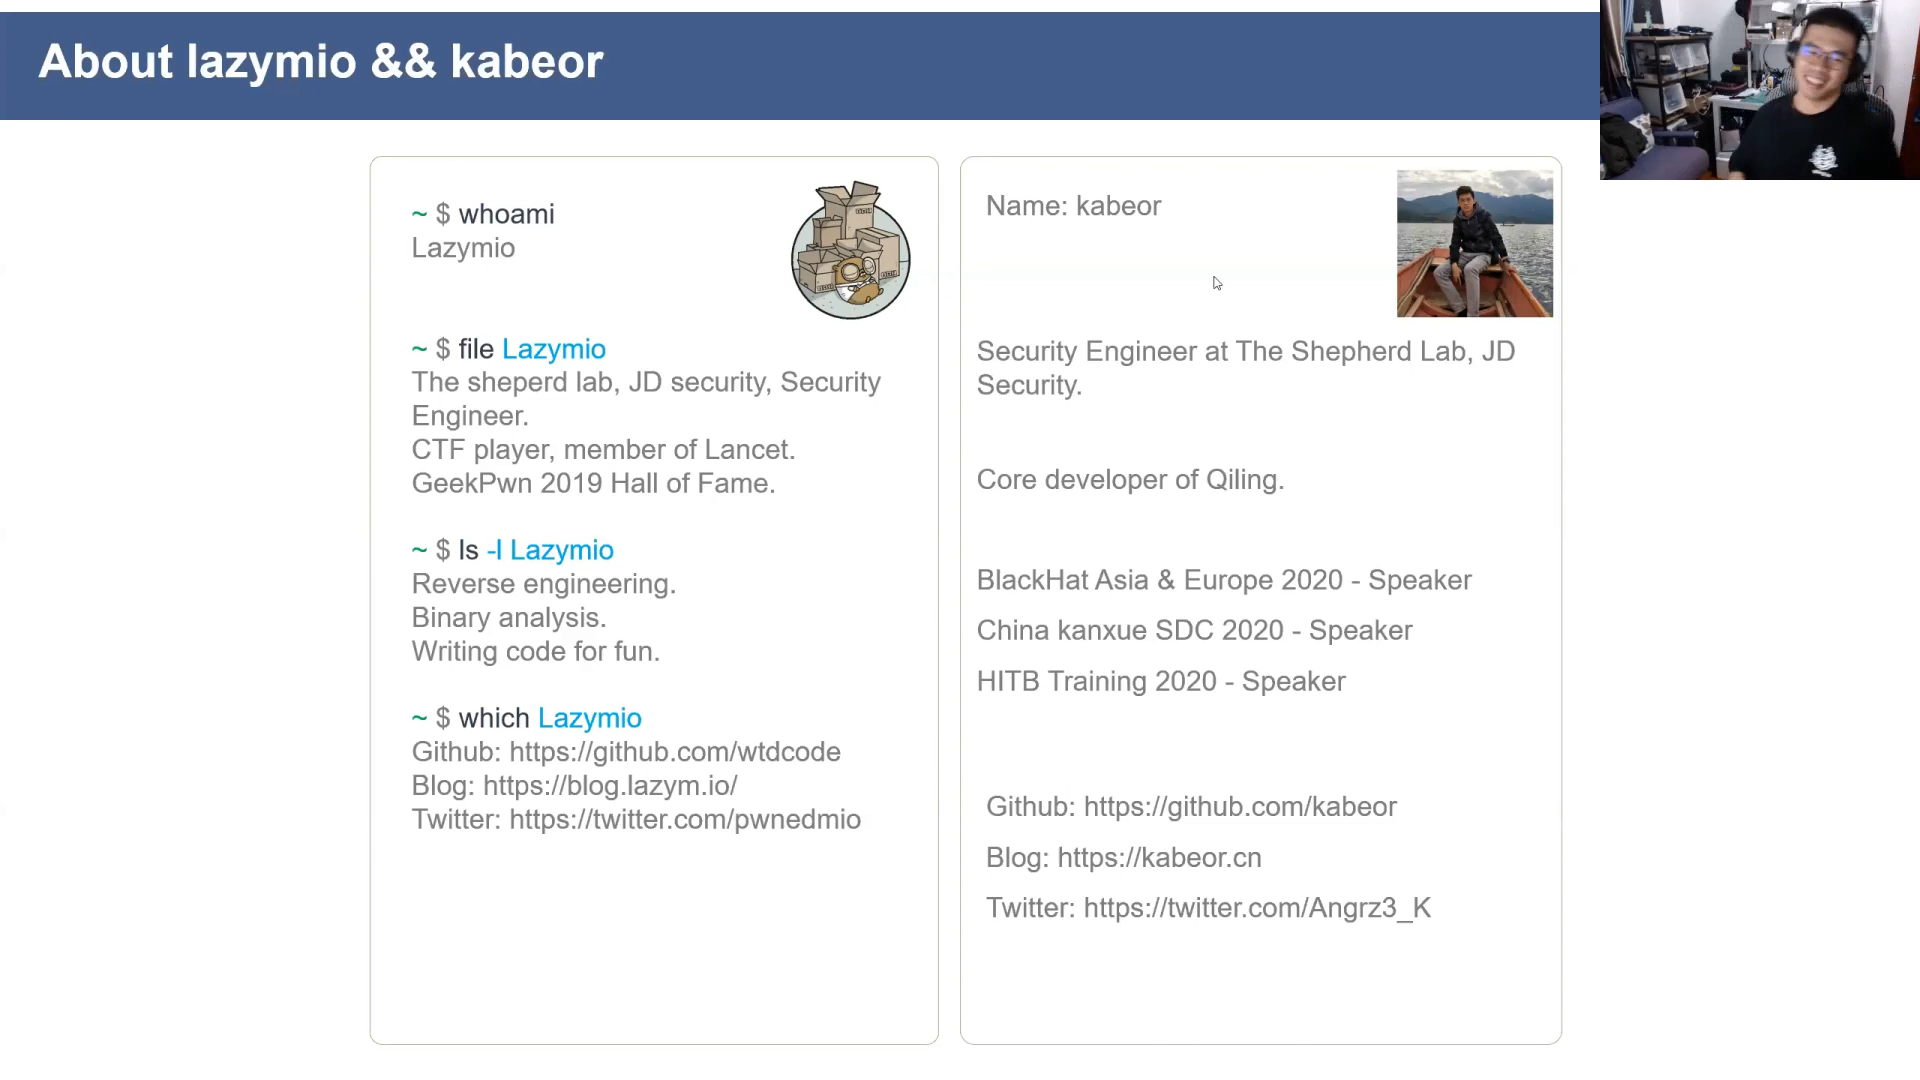 About lazymio && kabeor
~ $ whoami
Lazymio
~ $ file Lazymio
The sheperd lab, JD security, Security
Engineer.
CTF player, member of Lancet.
GeekPwn 2019 Hall of Fame.
~ $ ls -l Lazymio
Reverse engineering.
Binary analysis.
Writing code for fun.
~ $ which Lazymio
Github: https://github.com/wtdcode
Blog: https://blog.lazym.io/
Twitter: https://twitter.com/pwnedmio
Name: kabeor
Security Engineer at The Shepherd Lab, JD
Security.
Core developer of Qiling.
BlackHat Asia & Europe 2020 - Speaker
China kanxue SDC 2020 - Speaker
HITB Training 2020 - Speaker
Github: https://github.com/kabeor
Blog: https://kabeor.cn
Twitter: https://twitter.com/Angrz3_K